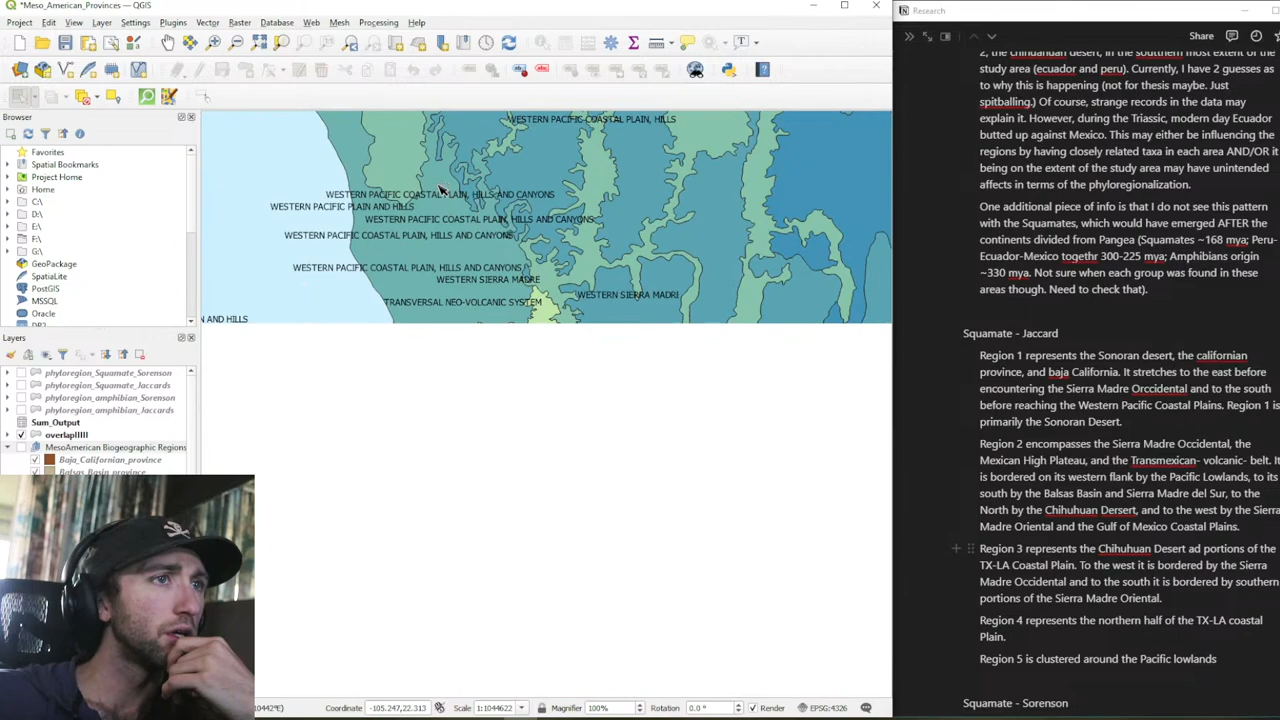 *Meso_American_Provinces — QGIS
Project Edit View Layer Settings Plugins Vector Raster Database Web Mesh Processing Help
Browser
Favorites
Spatial Bookmarks
Project Home
Home
C:\
D:\
E:\
F:\
G:\
GeoPackage
SpatiaLite
PostGIS
MSSQL
Oracle
DB2
Layers
phyloregion_Squamate_Sorenson
phyloregion_Squamate_Jaccards
phyloregion_amphibian_Sorenson
phyloregion_amphibian_Jaccards
Sum_Output
overlapIIIII
MesoAmerican Biogeographic Regions
Baja_Californian_province
Balsas_Basin_province
WESTERN PACIFIC COASTAL PLAIN, HILLS
WESTERN PACIFIC COASTAL PLAIN, HILLS AND CANYONS
WESTERN PACIFIC PLAIN AND HILLS
WESTERN PACIFIC COASTAL PLAIN, HILLS AND CANYONS
WESTERN PACIFIC COASTAL PLAIN, HILLS AND CANYONS
WESTERN PACIFIC COASTAL PLAIN, HILLS AND CANYONS
WESTERN SIERRA MADRE
WESTERN SIERRA MADRI
TRANSVERSAL NEO-VOLCANIC SYSTEM
N AND HILLS
Coordinate -105.247,22.313 Scale 1:1044622 Magnifier 100% Rotation 0.0 ° Render EPSG:4326
Research
Share
2, the chihuahuan desert, in the southern most extent of the
study area (ecuador and peru). Currently, I have 2 guesses as
to why this is happening (not for thesis maybe. Just
spitballing.) Of course, strange records in the data may
explain it. However, during the Triassic, modern day Ecuador
butted up against Mexico. This may either be influencing the
regions by having closely related taxa in each area AND/OR it
being on the extent of the study area may have unintended
affects in terms of the phyloregionalization.
One additional piece of info is that I do not see this pattern
with the Squamates, which would have emerged AFTER the
continents divided from Pangea (Squamates ~168 mya; Peru-
Ecuador-Mexico togethr 300-225 mya; Amphibians origin
~330 mya. Not sure when each group was found in these
areas though. Need to check that).
Squamate - Jaccard
Region 1 represents the Sonoran desert, the californian
province, and baja California. It stretches to the east before
encountering the Sierra Madre Orccidental and to the south
before reaching the Western Pacific Coastal Plains. Region 1 is
primarily the Sonoran Desert.
Region 2 encompasses the Sierra Madre Occidental, the
Mexican High Plateau, and the Transmexican- volcanic- belt. It
is bordered on its western flank by the Pacific Lowlands, to its
south by the Balsas Basin and Sierra Madre del Sur, to the
North by the Chihuhuan Dersert, and to the west by the Sierra
Madre Oriental and the Gulf of Mexico Coastal Plains.
Region 3 represents the Chihuhuan Desert ad portions of the
TX-LA Coastal Plain. To the west it is bordered by the Sierra
Madre Occidental and to the south it is bordered by southern
portions of the Sierra Madre Oriental.
Region 4 represents the northern half of the TX-LA coastal
Plain.
Region 5 is clustered around the Pacific lowlands
Squamate - Sorenson